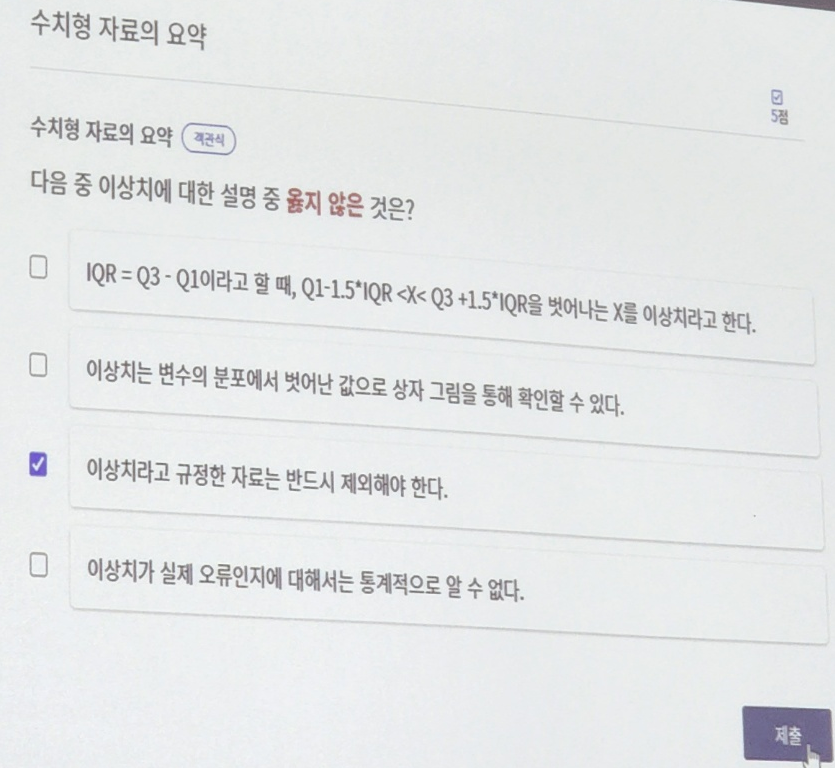 수치형 자료의 요약
5점
수치형 자료의 요약 객관식
다음 중 이상치에 대한 설명 중 옳지 않은 것은?
IQR = Q3 - Q1이라고 할 때, Q1-1.5*IQR <X< Q3 +1.5*IQR을 벗어나는 X를 이상치라고 한다.
이상치는 변수의 분포에서 벗어난 값으로 상자 그림을 통해 확인할 수 있다.
이상치라고 규정한 자료는 반드시 제외해야 한다.
이상치가 실제 오류인지에 대해서는 통계적으로 알 수 없다.
제출